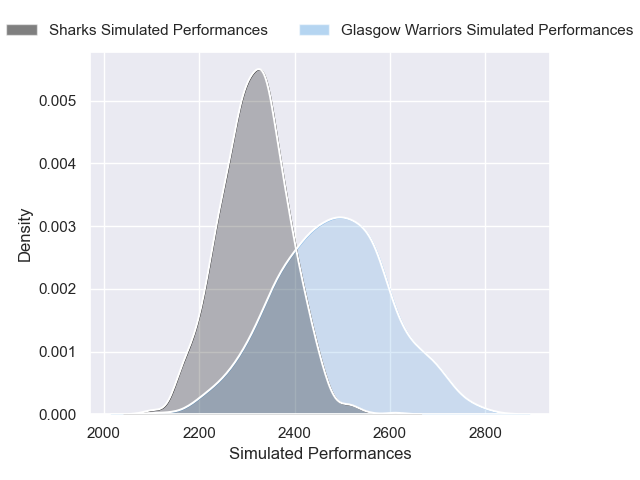 Sharks Simulated Performances Glasgow Warriors Simulated Performances
0.005
0.004
0.003
0.002
0.001
0.000
Density
2000 2200 2400 2600 2800
Simulated Performances